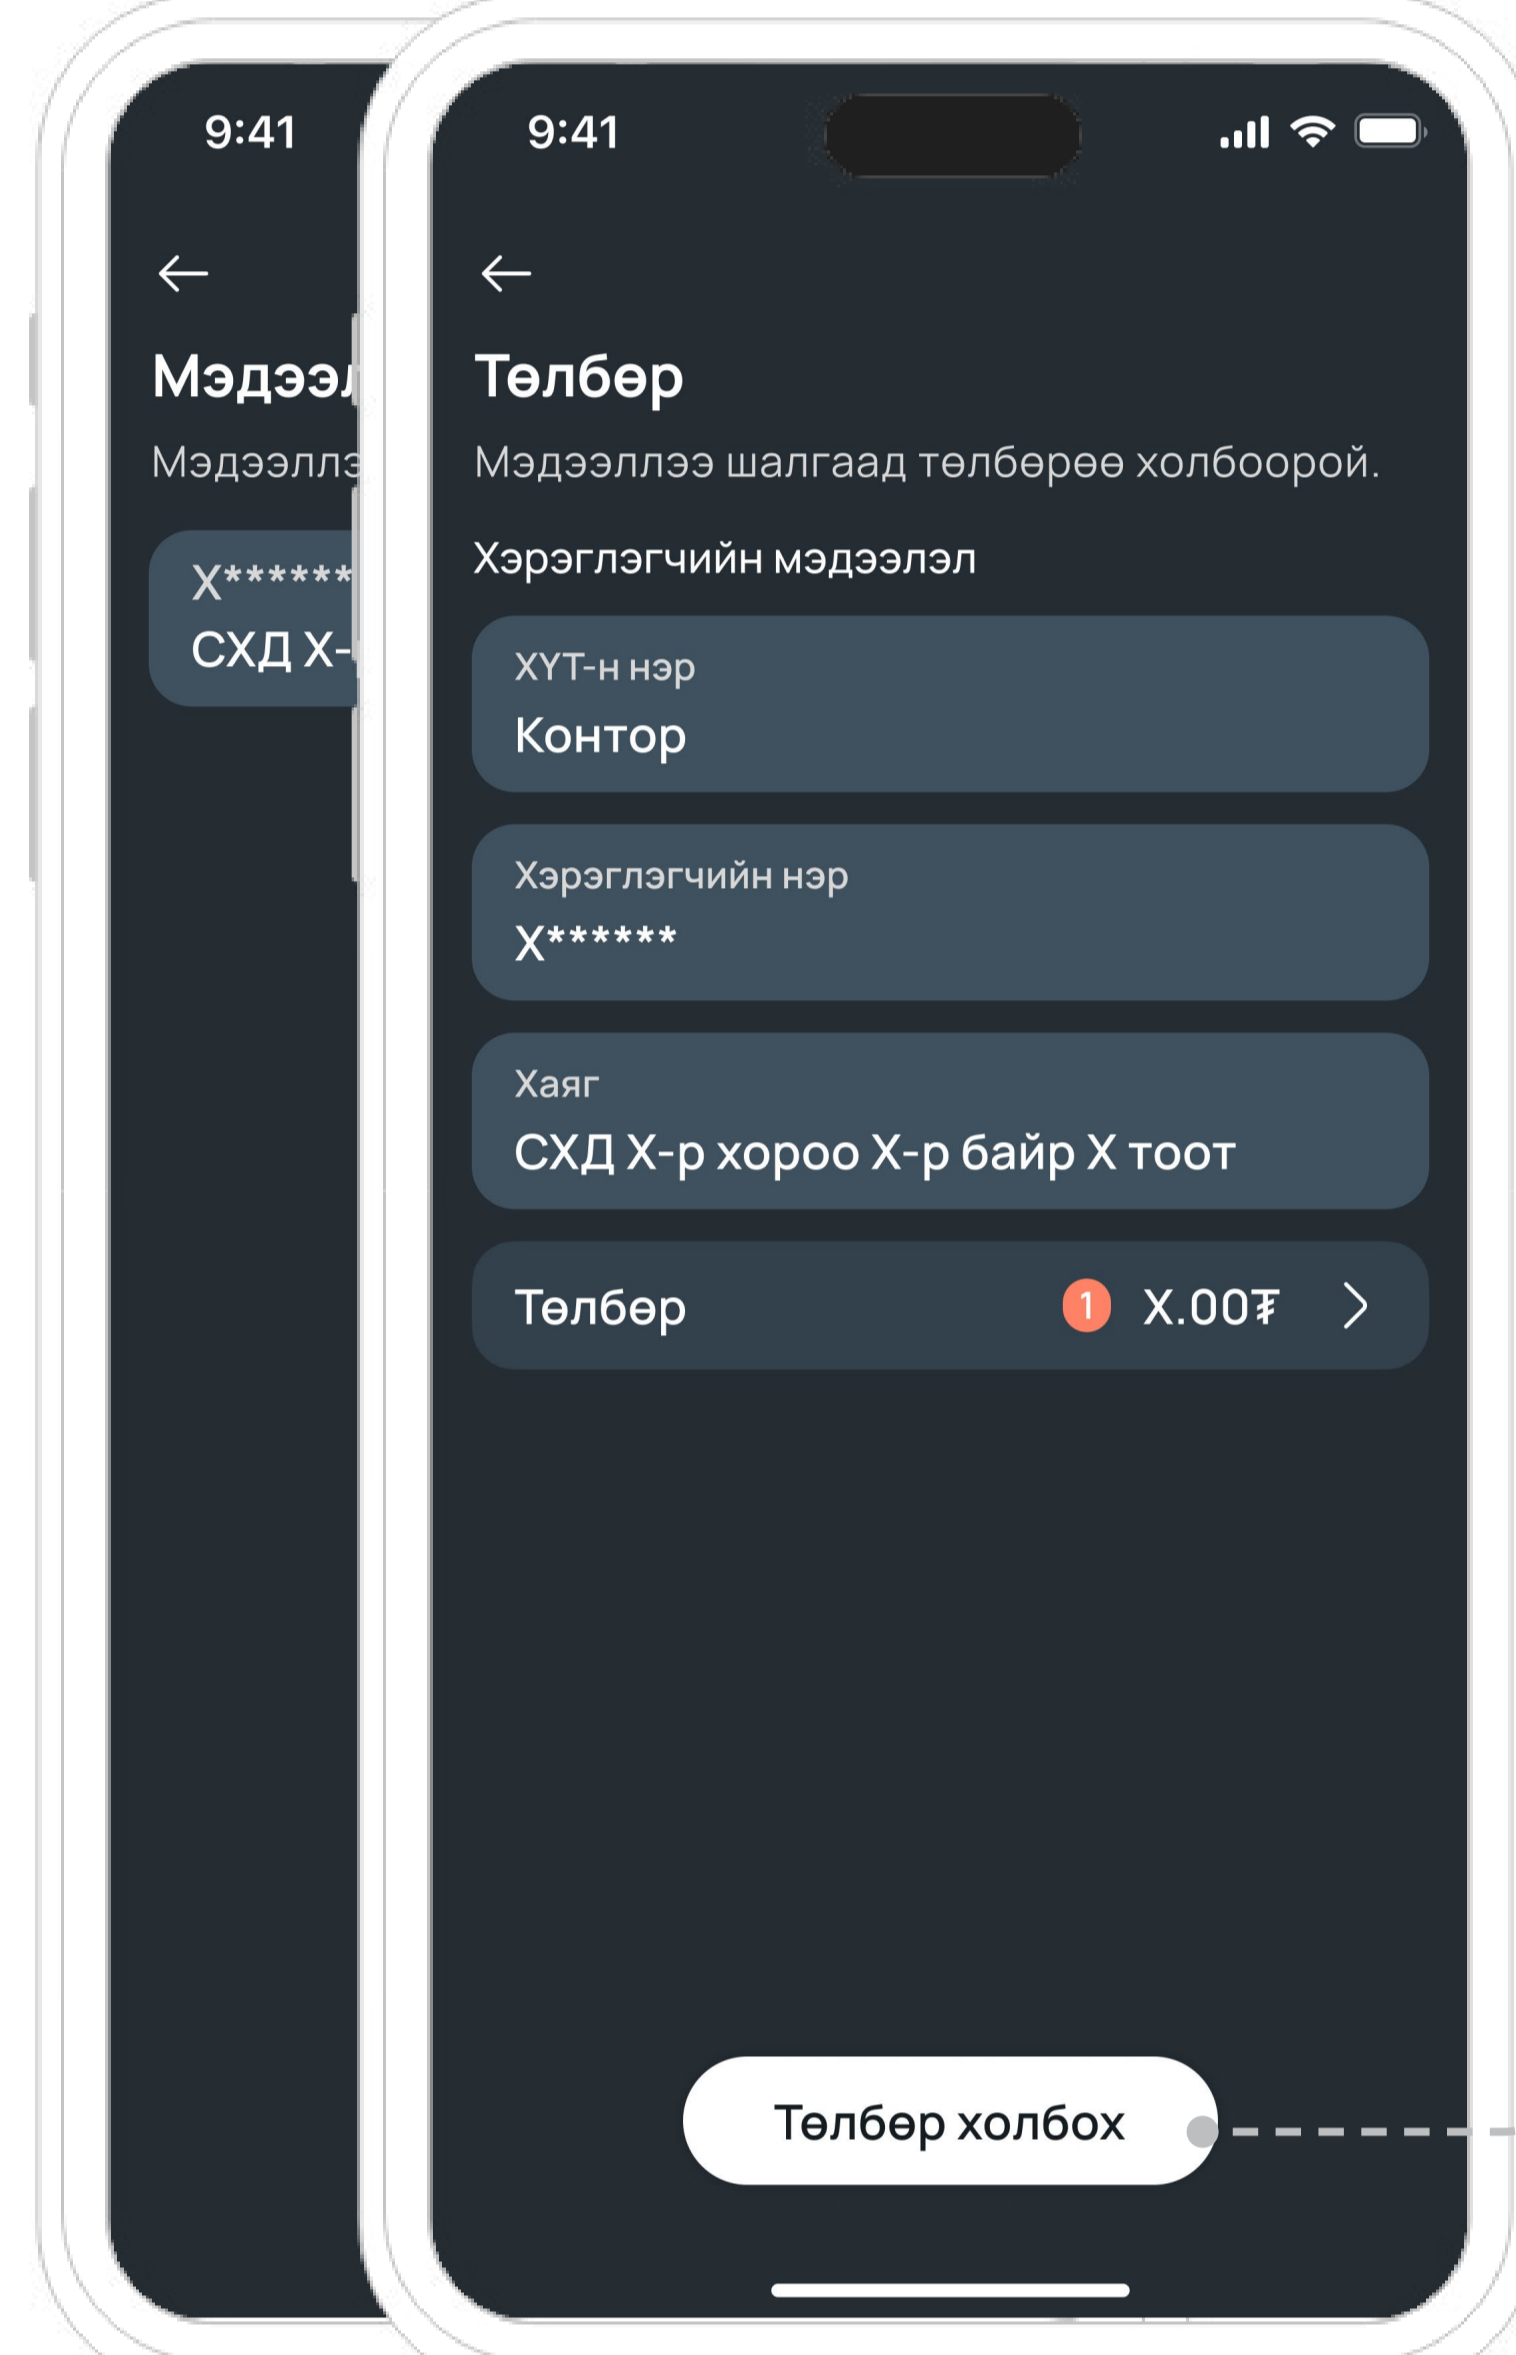 9:41
Мэдээл
Мэдээллэ
Х******
СХД Х-
9:41
Төлбөр
Мэдээллээ шалгаад төлбөрөө холбоорой.
Хэрэглэгчийн мэдээлэл
ХҮТ-н нэр
Контор
Хэрэглэгчийн нэр
Х******
Хаяг
СХД Х-р хороо Х-р байр Х тоот
Төлбөр 1 Х.00₮
Төлбөр холбох